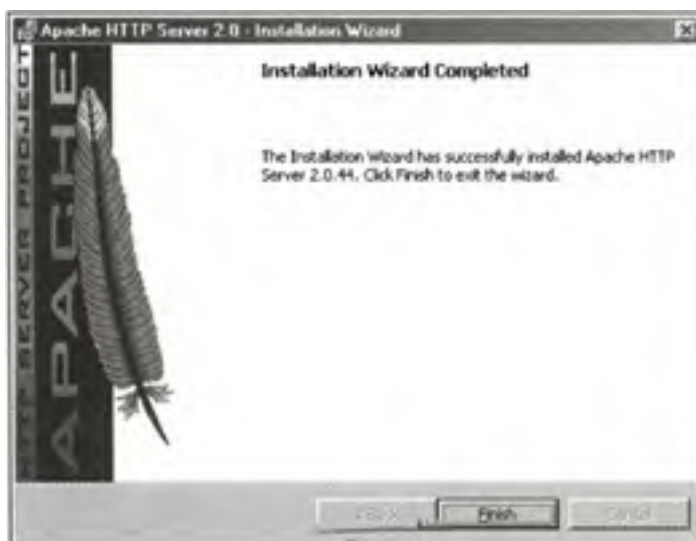 Apache HTTP Server 2.0 - Installation Wizard
HTTP SERVER PROJECT
APACHE
Installation Wizard Completed
The Installation Wizard has successfully installed Apache HTTP
Server 2.0.44. Click Finish to exit the wizard.
Finish
Cancel